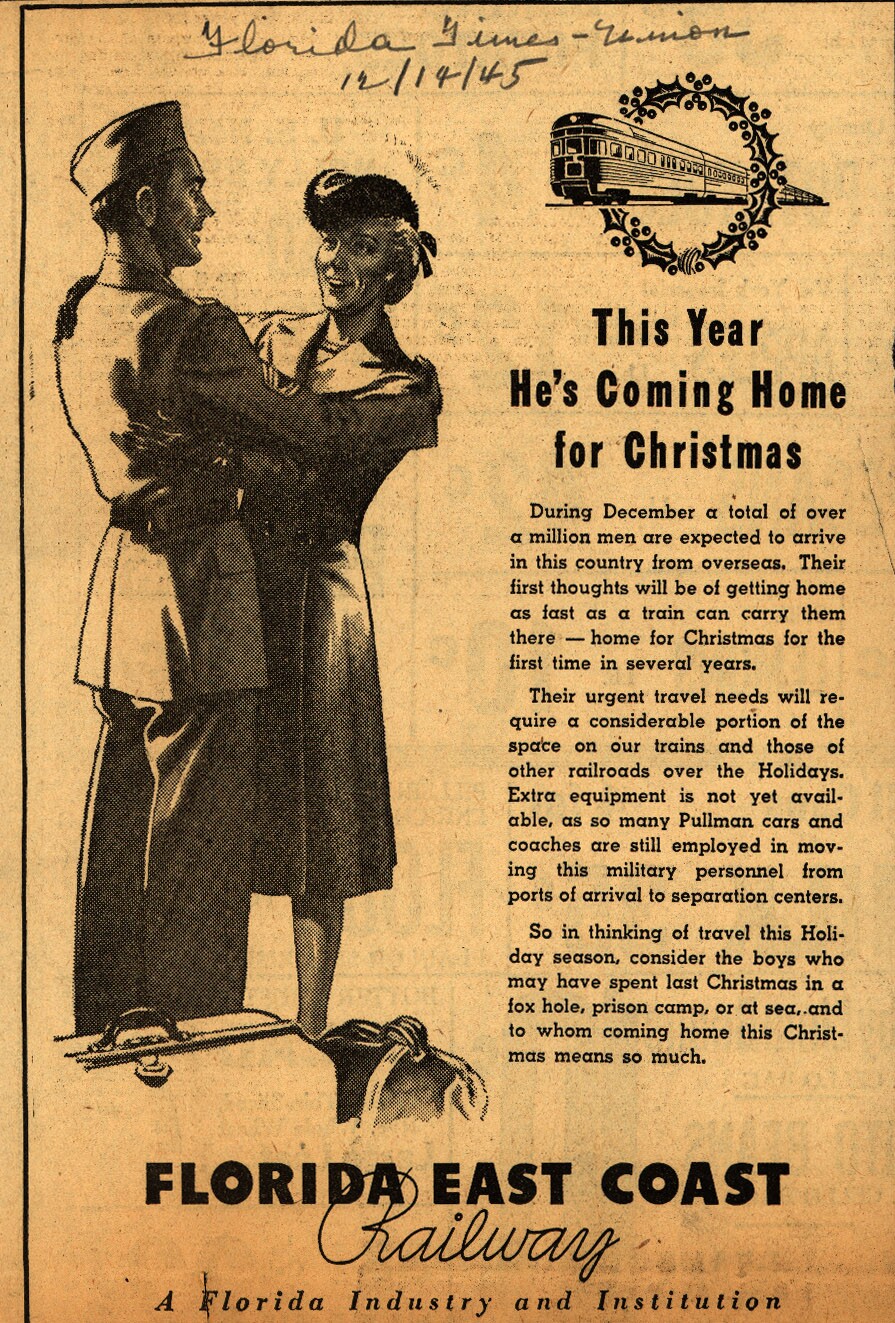 Florida Times-Union
12/14/45
This Year
He's Coming Home
for Christmas
During December a total of over
a million men are expected to arrive
in this country from overseas. Their
first thoughts will be of getting home
as fast as a train can carry them
there — home for Christmas for the
first time in several years.
Their urgent travel needs will re-
quire a considerable portion of the
space on our trains and those of
other railroads over the Holidays.
Extra equipment is not yet avail-
able, as so many Pullman cars and
coaches are still employed in mov-
ing this military personnel from
ports of arrival to separation centers.
So in thinking of travel this Holi-
day season, consider the boys who
may have spent last Christmas in a
fox hole, prison camp, or at sea, and
to whom coming home this Christ-
mas means so much.
FLORIDA EAST COAST
Railway
A Florida Industry and Institution